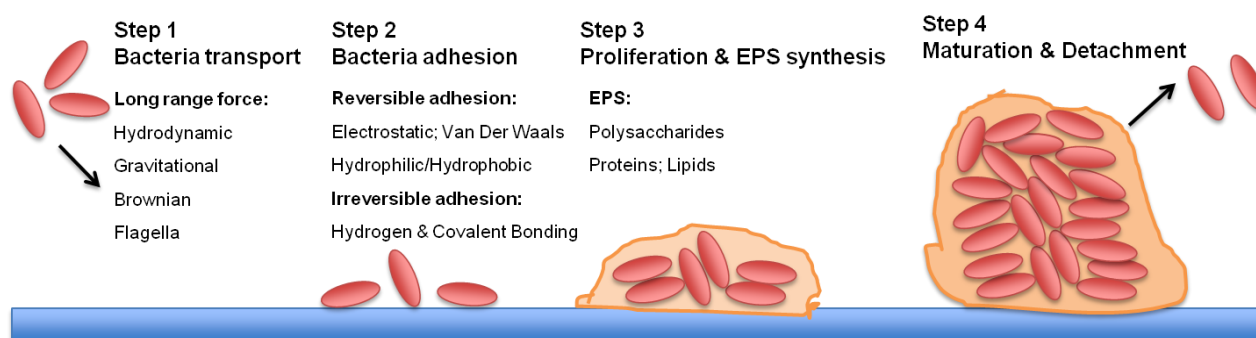 Step 1
Bacteria transport
Long range force:
Hydrodynamic
Gravitational
Brownian
Flagella
Step 2
Bacteria adhesion
Reversible adhesion:
Electrostatic; Van Der Waals
Hydrophilic/Hydrophobic
Irreversible adhesion:
Hydrogen & Covalent Bonding
Step 3
Proliferation & EPS synthesis
EPS:
Polysaccharides
Proteins; Lipids
Step 4
Maturation & Detachment